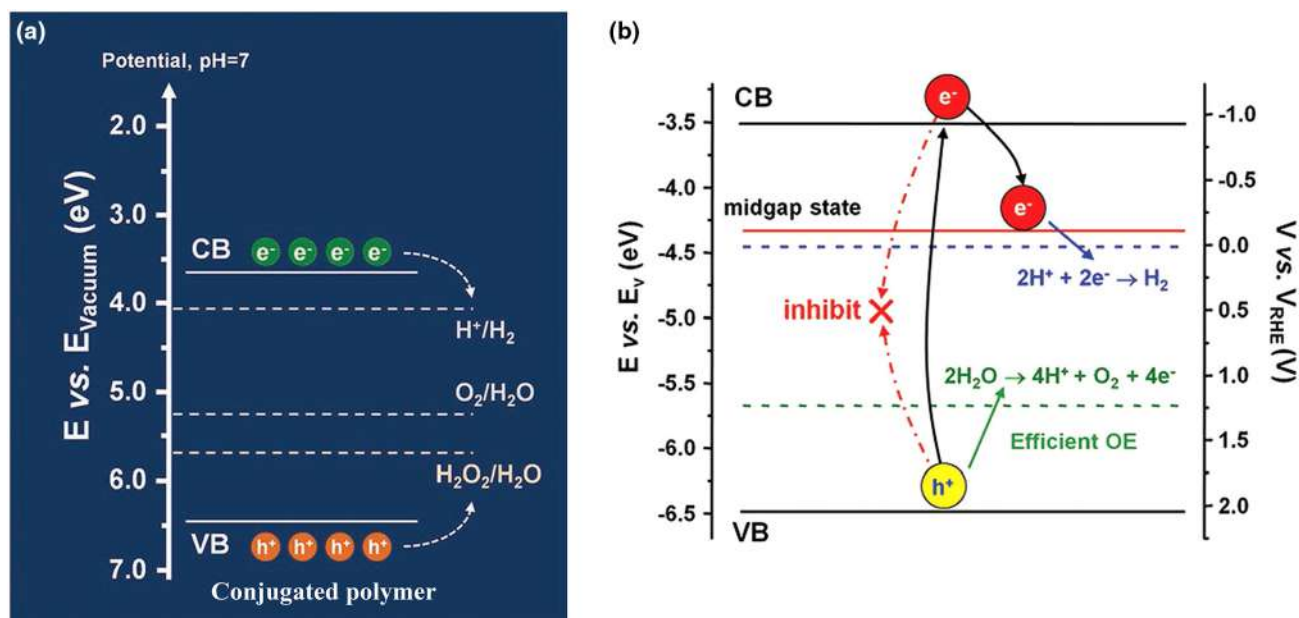 (a)
Potential, pH=7
E vs. E_Vacuum (eV)
2.0
3.0
4.0
5.0
6.0
7.0
CB
e⁻ e⁻ e⁻ e⁻
H⁺/H₂
O₂/H₂O
H₂O₂/H₂O
VB
h⁺ h⁺ h⁺ h⁺
Conjugated polymer
(b)
E vs. E_v (eV)
-3.5
-4.0
-4.5
-5.0
-5.5
-6.0
-6.5
CB
e⁻
e⁻
midgap state
2H⁺ + 2e⁻ → H₂
inhibit
2H₂O → 4H⁺ + O₂ + 4e⁻
Efficient OE
h⁺
VB
-1.0
-0.5
0.0
0.5
1.0
1.5
2.0
V vs. V_RHE (V)